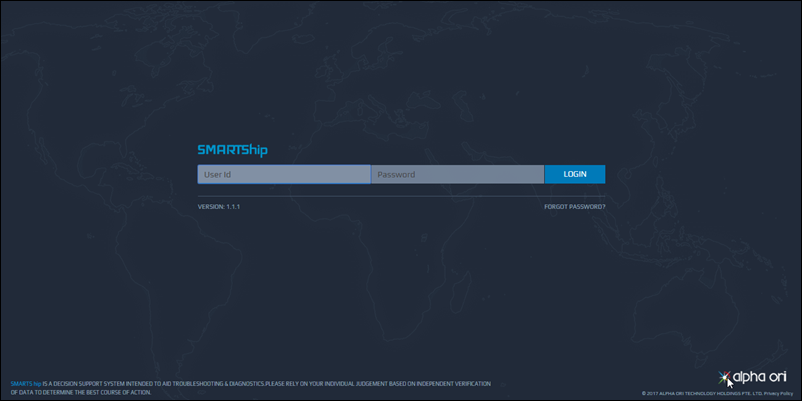 SMARTShip
User Id Password LOGIN
VERSION: 1.1.1 FORGOT PASSWORD?
alpha ori
SMARTS hip IS A DECISION SUPPORT SYSTEM INTENDED TO AID TROUBLESHOOTING & DIAGNOSTICS.PLEASE RELY ON YOUR INDIVIDUAL JUDGEMENT BASED ON INDEPENDENT VERIFICATION
OF DATA TO DETERMINE THE BEST COURSE OF ACTION.
© 2017 ALPHA ORI TECHNOLOGY HOLDINGS PTE. LTD, Privacy Policy